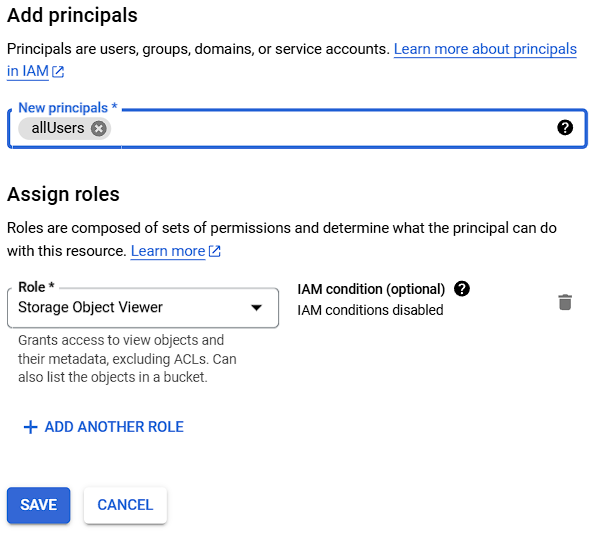 Add principals
Principals are users, groups, domains, or service accounts. Learn more about principals
in IAM
New principals *
allUsers
Assign roles
Roles are composed of sets of permissions and determine what the principal can do
with this resource. Learn more
Role *
Storage Object Viewer
Grants access to view objects and
their metadata, excluding ACLs. Can
also list the objects in a bucket.
IAM condition (optional)
IAM conditions disabled
+ ADD ANOTHER ROLE
SAVE
CANCEL